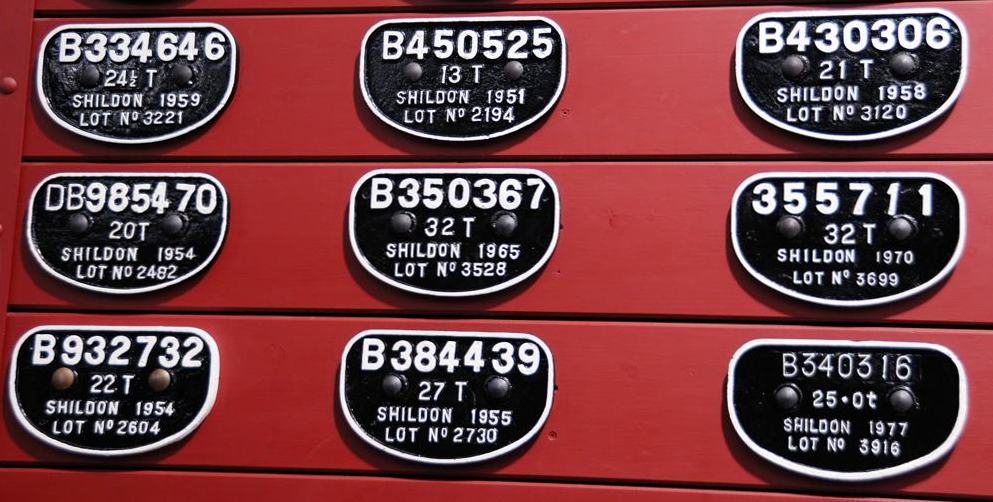 B334646
24½ T
SHILDON 1959
LOT Nº 3221
B450525
13 T
SHILDON 1951
LOT Nº 2194
B430306
21 T
SHILDON 1958
LOT Nº 3120
DB985470
20T
SHILDON 1954
LOT Nº 2482
B350367
32 T
SHILDON 1965
LOT Nº 3528
355711
32 T
SHILDON 1970
LOT Nº 3699
B932732
22 T
SHILDON 1954
LOT Nº 2604
B384439
27 T
SHILDON 1955
LOT Nº 2730
B340316
25·0t
SHILDON 1977
LOT Nº 3916